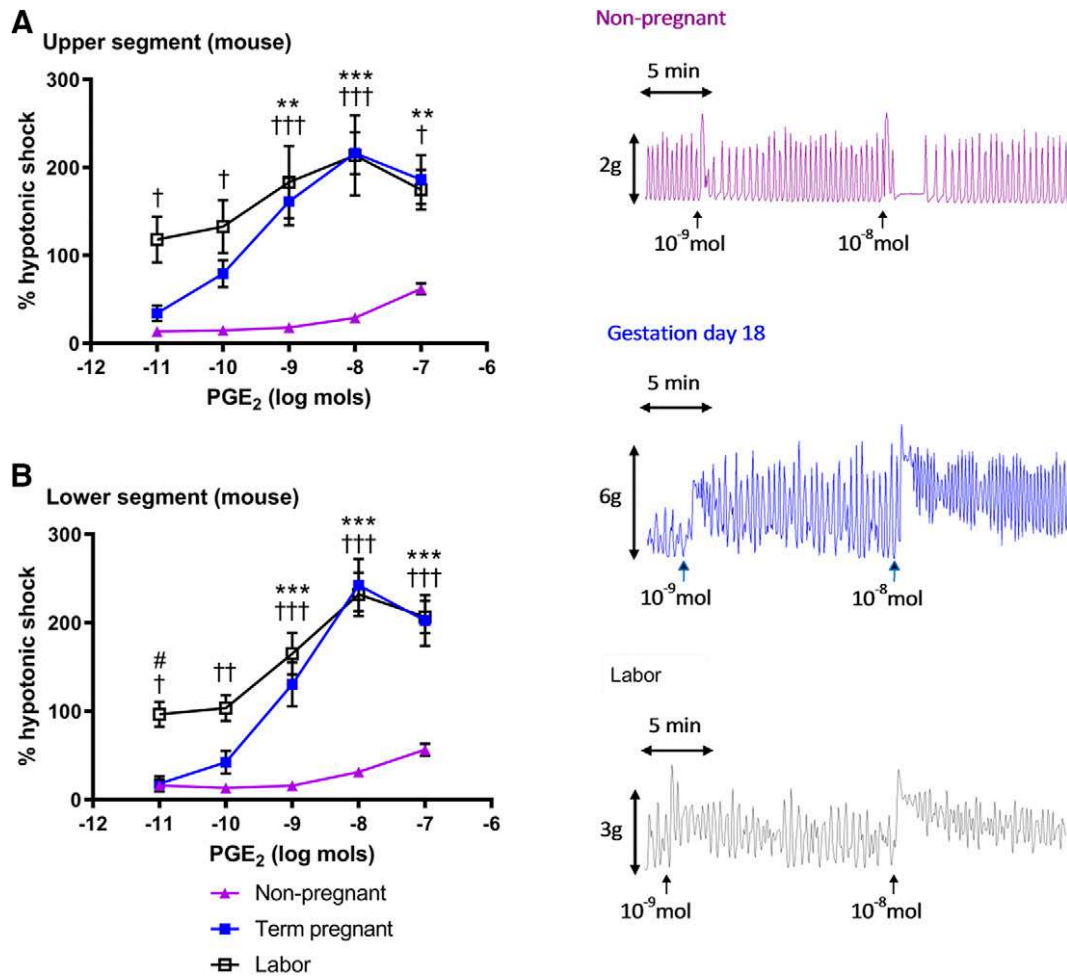 A
Upper segment (mouse)
300
200
100
0
% hypotonic shock
†
†
**
†††
***
†††
**
†
-12 -11 -10 -9 -8 -7 -6
PGE₂ (log mols)
B
Lower segment (mouse)
300
200
100
0
% hypotonic shock
#
†
††
***
†††
***
†††
***
†††
-12 -11 -10 -9 -8 -7 -6
PGE₂ (log mols)
Non-pregnant
Term pregnant
Labor
Non-pregnant
5 min
2g
10⁻⁹mol 10⁻⁸mol
Gestation day 18
5 min
6g
10⁻⁹mol 10⁻⁸mol
Labor
5 min
3g
10⁻⁹mol 10⁻⁸mol